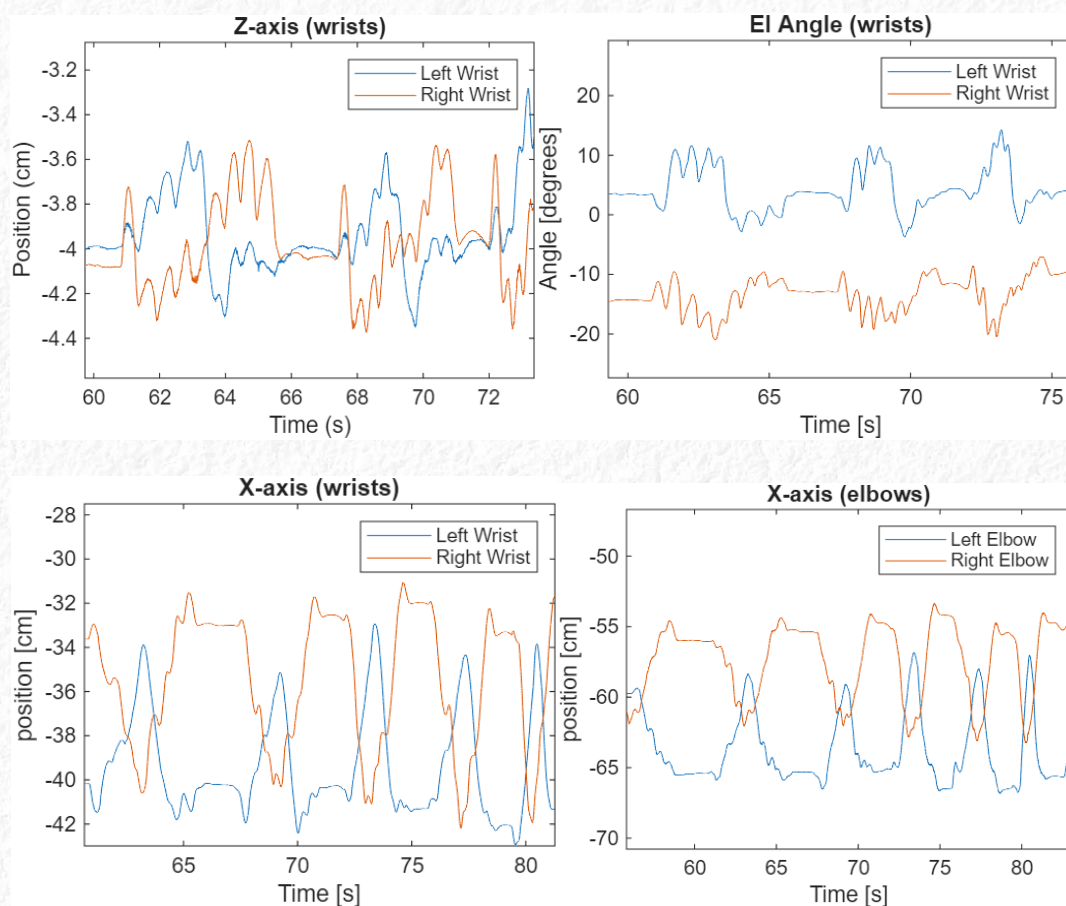 Z-axis (wrists)
Position (cm)
-3.2
-3.4
-3.6
-3.8
-4
-4.2
-4.4
Left Wrist
Right Wrist
60 62 64 66 68 70 72
Time (s)
El Angle (wrists)
Angle [degrees]
20
10
0
-10
-20
Left Wrist
Right Wrist
60 65 70 75
Time [s]
X-axis (wrists)
position [cm]
-28
-30
-32
-34
-36
-38
-40
-42
Left Wrist
Right Wrist
65 70 75 80
Time [s]
X-axis (elbows)
position [cm]
-50
-55
-60
-65
-70
Left Elbow
Right Elbow
60 65 70 75 80
Time [s]